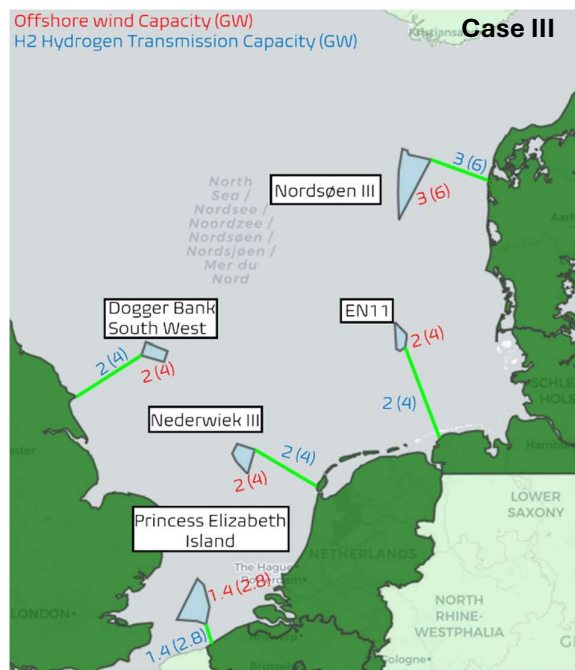 Offshore wind Capacity (GW)
H2 Hydrogen Transmission Capacity (GW)
Case III
3 (6)
Nordsøen III
3 (6)
North
Sea /
Nordsee /
Noordzee /
Nordsøen /
Nordsjøen /
Mer du
Nord
Dogger Bank
South West
EN11
2 (4)
2 (4)
2 (4)
2 (4)
Nederwiek III
2 (4)
2 (4)
Princess Elizabeth
Island
The Hague
1.4 (2.8)
NETHERLANDS
LOWER
SAXONY
LONDON
NORTH
RHINE-
WESTPHALIA
1.4 (2.8)